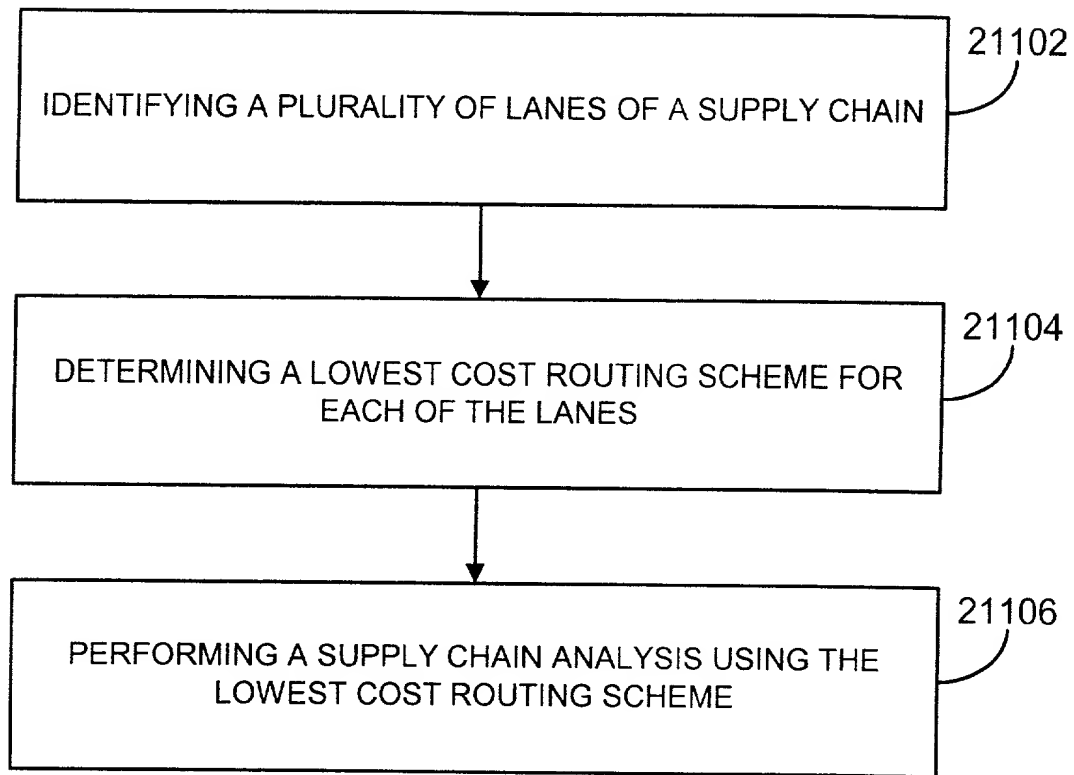 21102
IDENTIFYING A PLURALITY OF LANES OF A SUPPLY CHAIN
21104
DETERMINING A LOWEST COST ROUTING SCHEME FOR
EACH OF THE LANES
21106
PERFORMING A SUPPLY CHAIN ANALYSIS USING THE
LOWEST COST ROUTING SCHEME